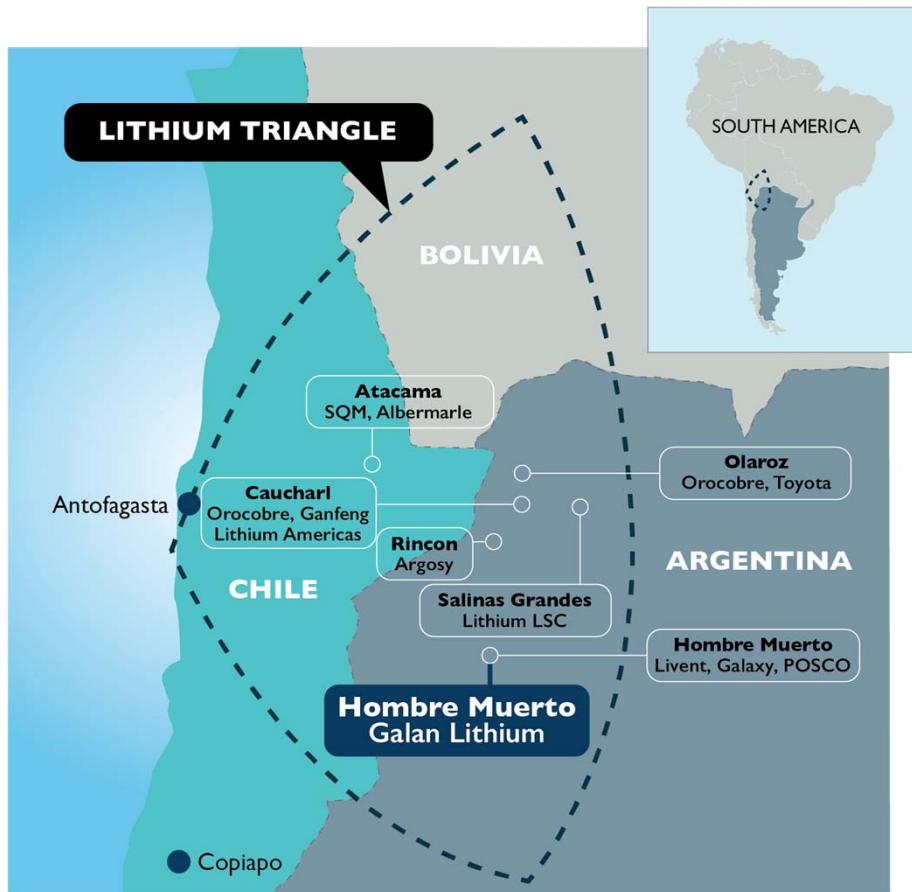 SOUTH AMERICA
LITHIUM TRIANGLE
BOLIVIA
Atacama
SQM, Albermarle
Antofagasta
Caucharl
Orocobre, Ganfeng
Lithium Americas
Olaroz
Orocobre, Toyota
Rincon
Argosy
CHILE
ARGENTINA
Salinas Grandes
Lithium LSC
Hombre Muerto
Livent, Galaxy, POSCO
Hombre Muerto
Galan Lithium
Copiapo